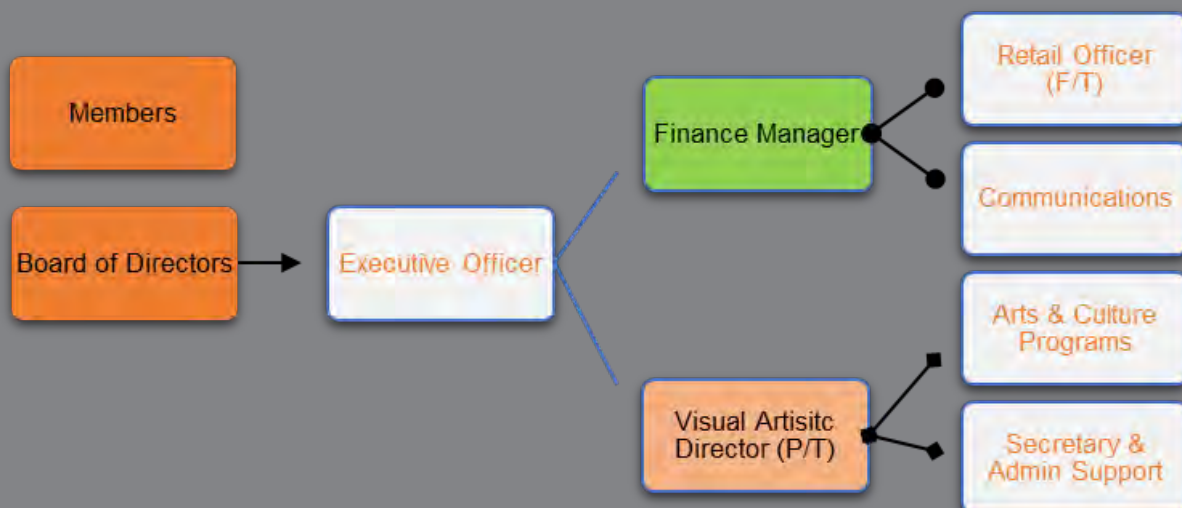 Members
Board of Directors
Executive Officer
Finance Manager
Visual Artisitc
Director (P/T)
Retail Officer
(F/T)
Communications
Arts & Culture
Programs
Secretary &
Admin Support